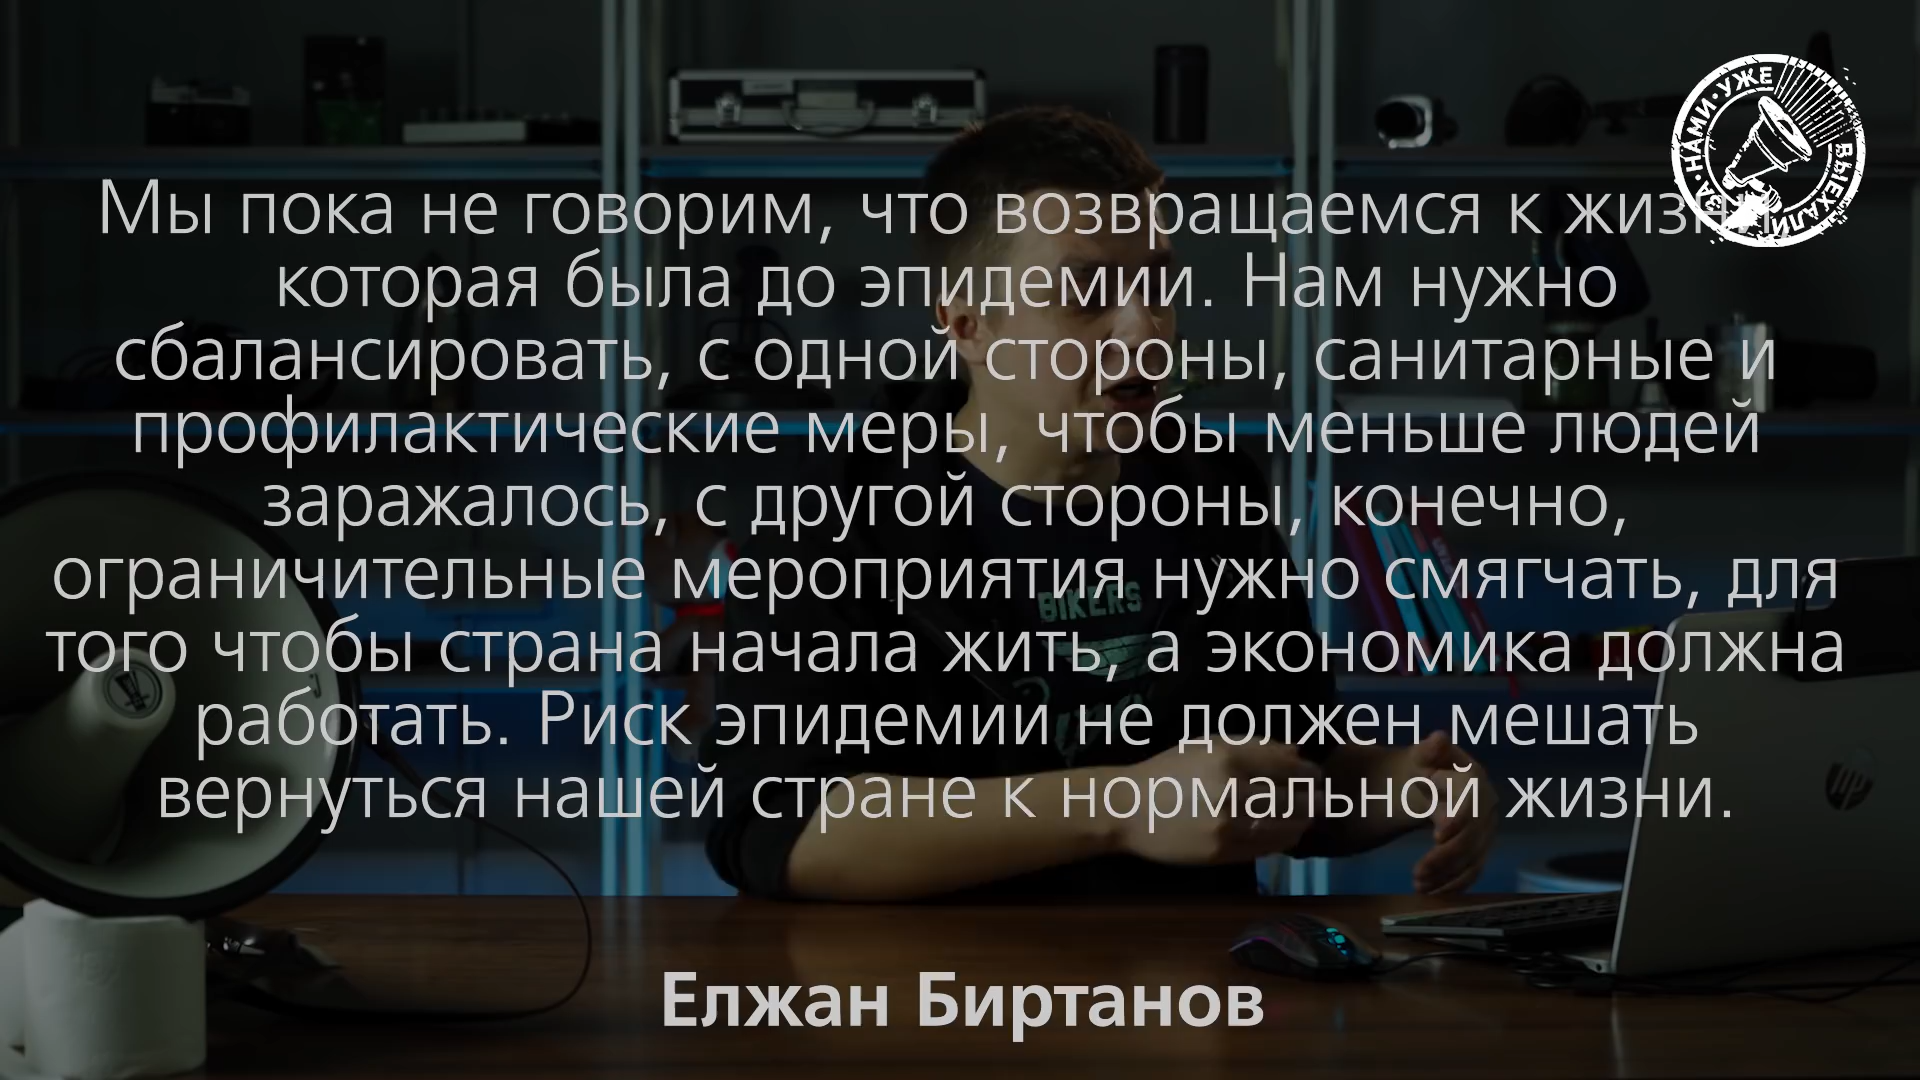 Мы пока не говорим, что возвращаемся к жизни,
которая была до эпидемии. Нам нужно
сбалансировать, с одной стороны, санитарные и
профилактические меры, чтобы меньше людей
заражалось, с другой стороны, конечно,
ограничительные мероприятия нужно смягчать, для
того чтобы страна начала жить, а экономика должна
работать. Риск эпидемии не должен мешать
вернуться нашей стране к нормальной жизни.
Елжан Биртанов
ЗА • НАМИ • УЖЕ ВЫЕХАЛИ
BIKERS
hp